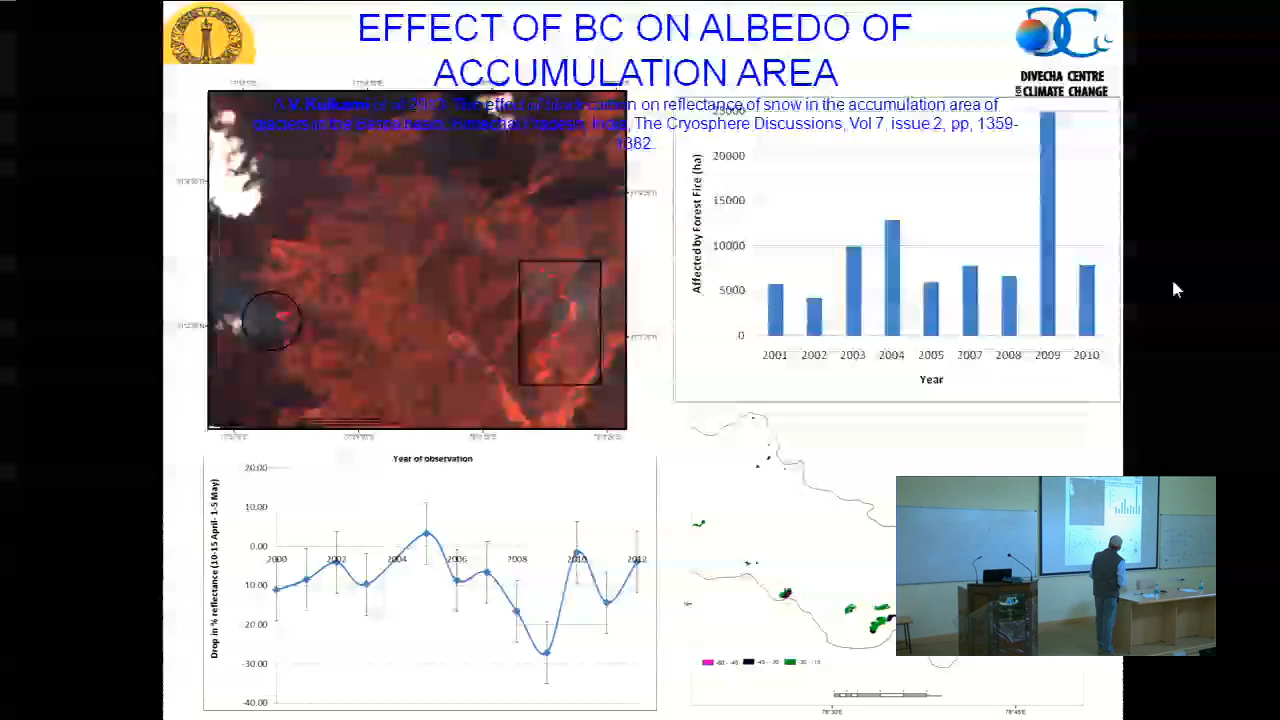 EFFECT OF BC ON ALBEDO OF
ACCUMULATION AREA
DIVECHA CENTRE
FOR CLIMATE CHANGE
A.V. Kulkarni et al 2013. The effect of black carbon on reflectance of snow in the accumulation area of
glaciers in the Baspa basin, Himachal Pradesh, India, The Cryosphere Discussions, Vol 7, issue 2, pp, 1359-
1382.
Affected by Forest Fire (ha)
25000
20000
15000
10000
5000
0
2001 2002 2003 2004 2005 2007 2008 2009 2010
Year
Year of observation
Drop in % reflectance (10-15 April- 1-5 May)
20.00
10.00
0.00
2000 2002 2004 2006 2008 2010 2012
10.00
-20.00
-30.00
-40.00
78°30'E 78°45'E